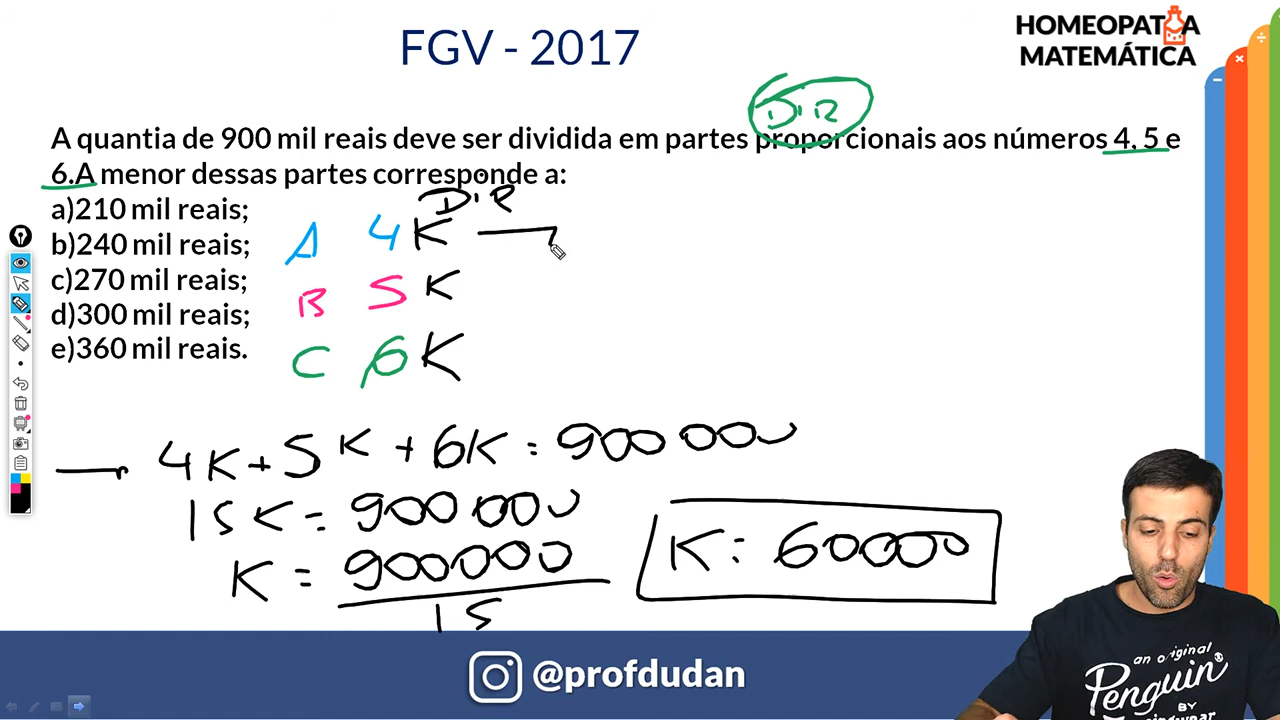 FGV - 2017
HOMEOPATIA
MATEMÁTICA
DiR
A quantia de 900 mil reais deve ser dividida em partes proporcionais aos números 4, 5 e
6.A menor dessas partes corresponde a:
a)210 mil reais;
b)240 mil reais;
c)270 mil reais;
d)300 mil reais;
e)360 mil reais.
D.P
A 4K
B 5K
C 6K
4K+5K+6K=900000
15K=900000
K=900000
15
K=60000
@profdudan
an original
Penguin
BY